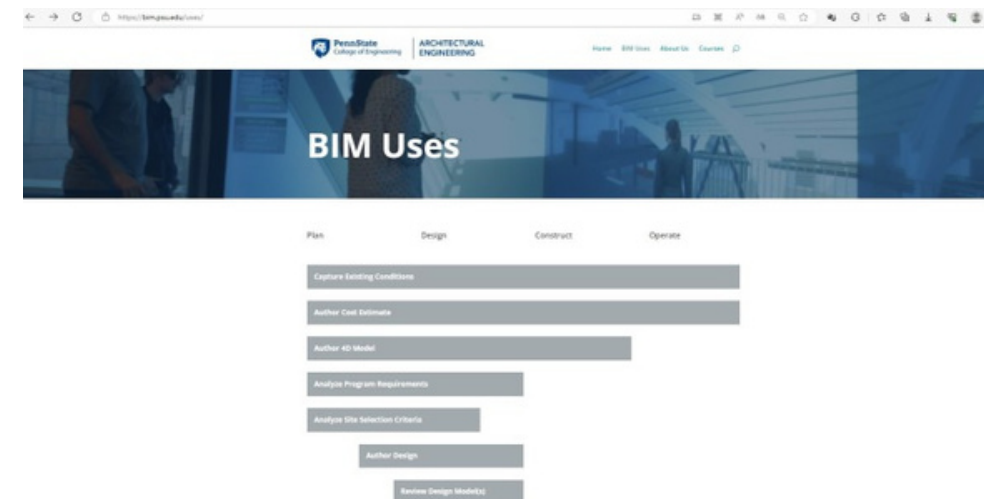 https://bim.psu.edu/uses/
PennState
College of Engineering
ARCHITECTURAL
ENGINEERING
Home BIM Uses About Us Courses
BIM Uses
Plan Design Construct Operate
Capture Existing Conditions
Author Cost Estimate
Author 4D Model
Analyze Program Requirements
Analyze Site Selection Criteria
Author Design
Review Design Model(s)